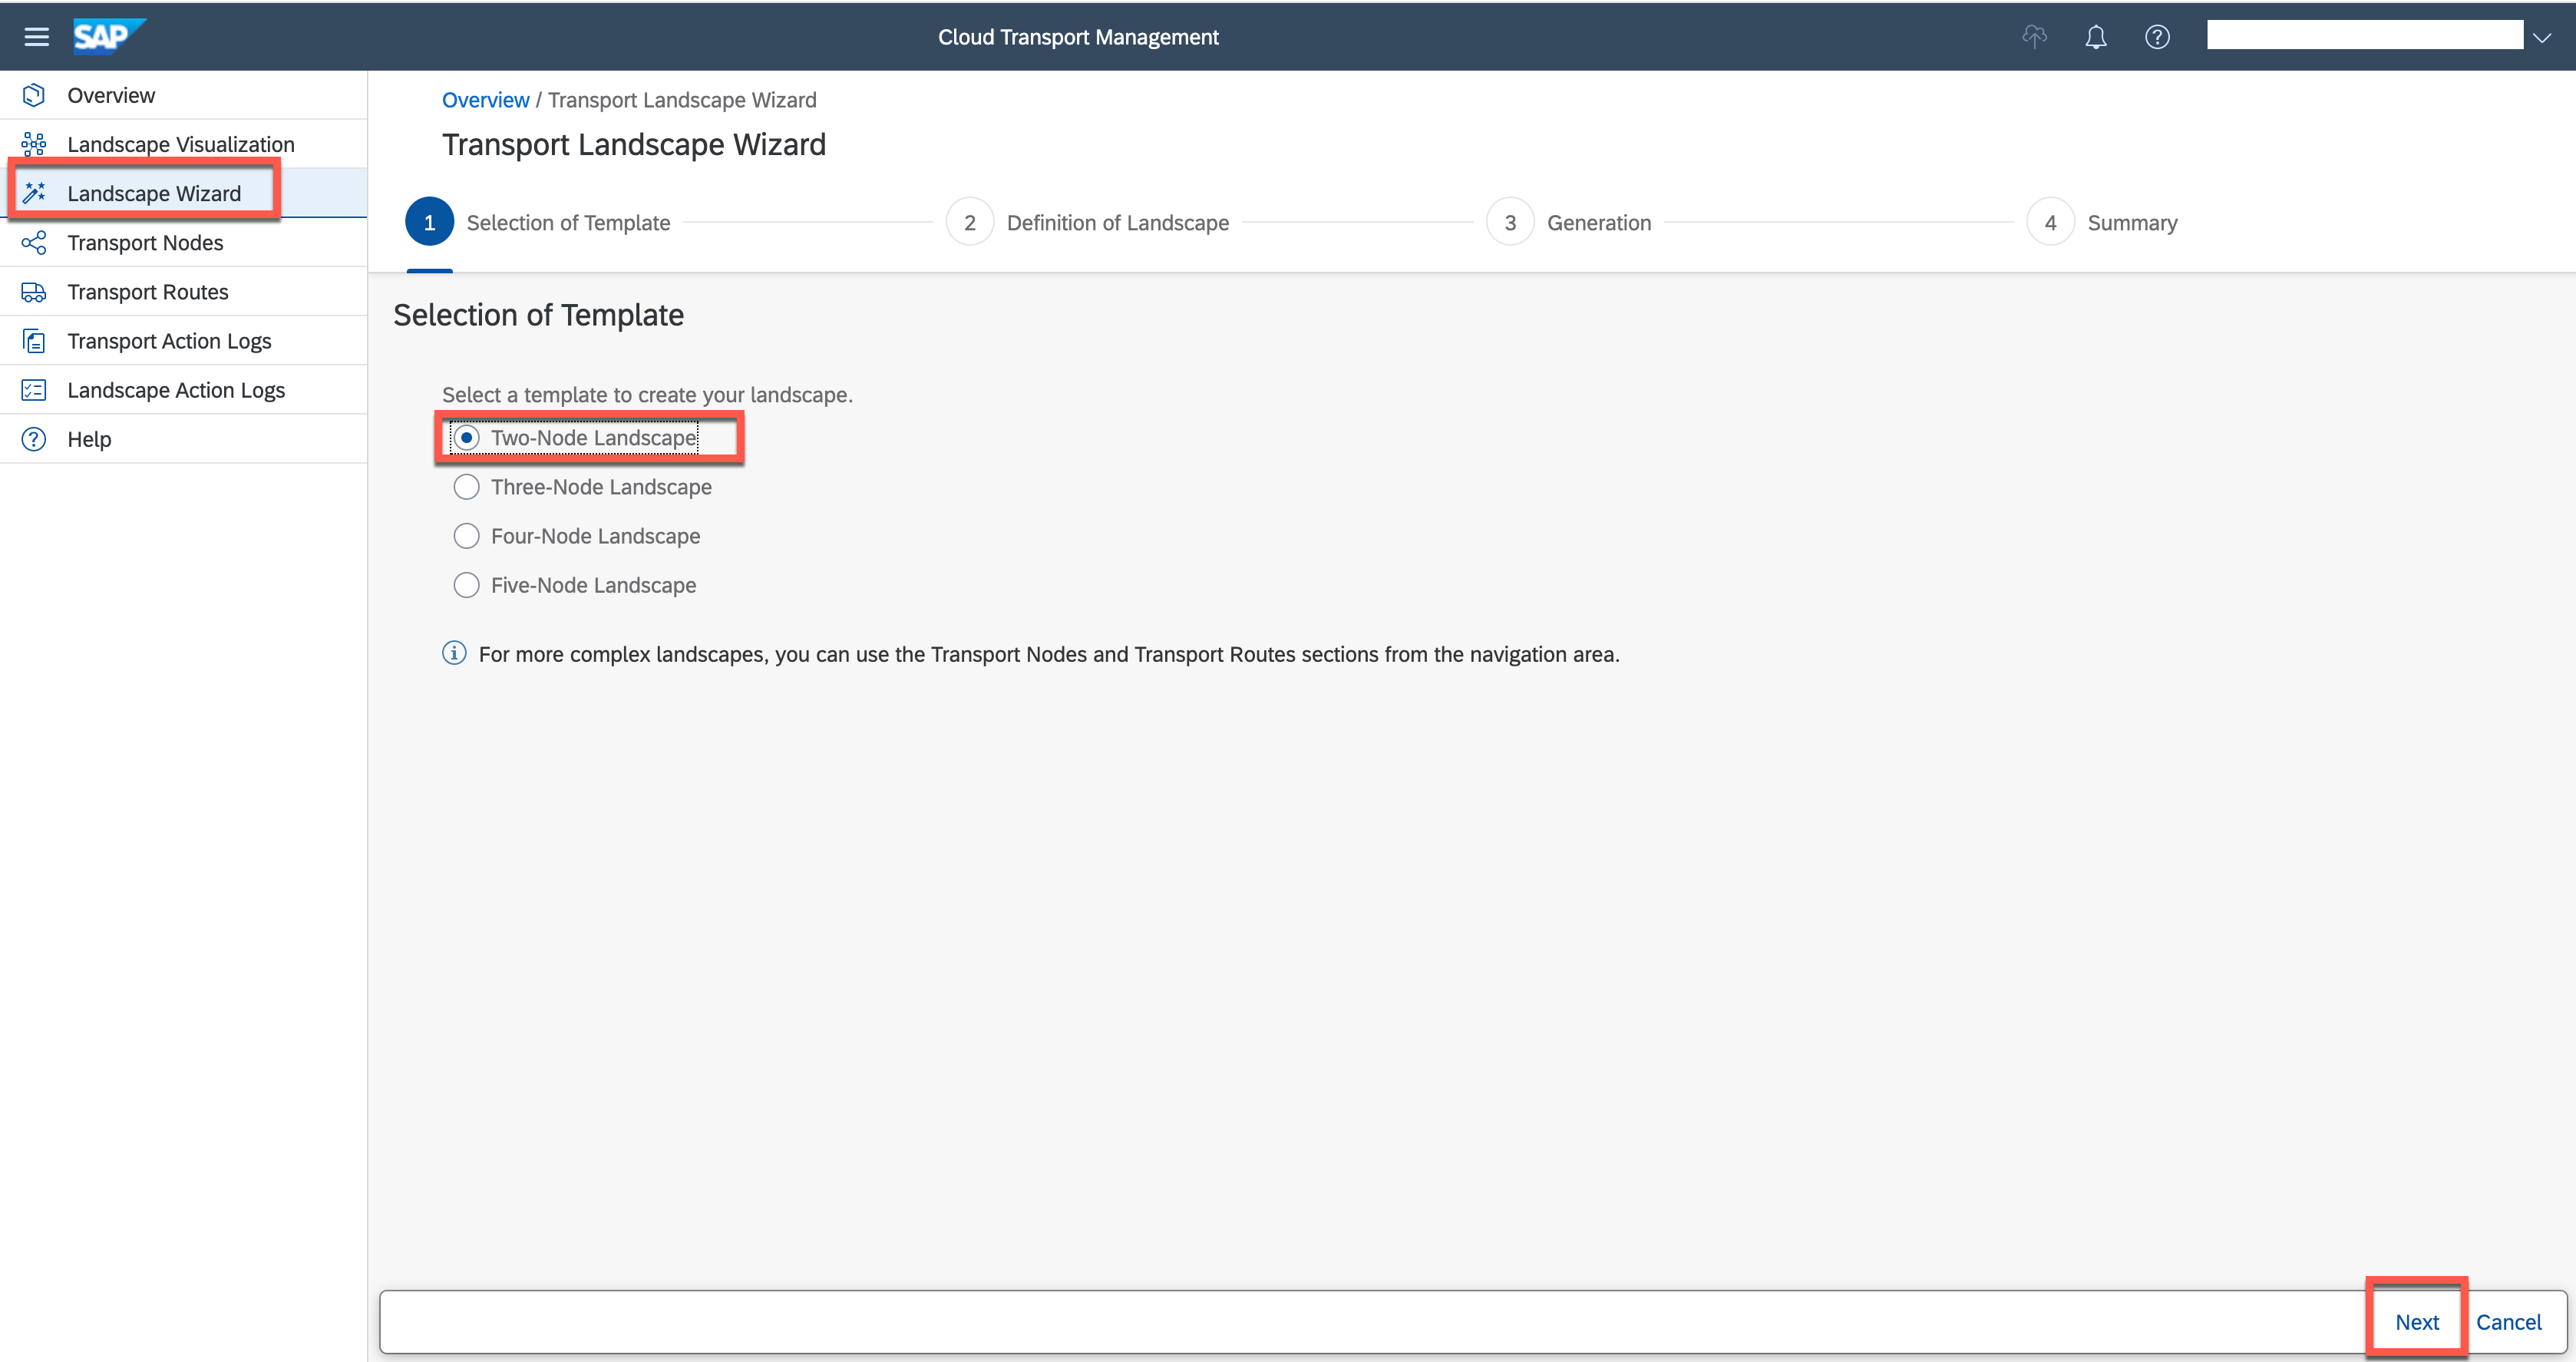 SAP
Cloud Transport Management
Overview
Landscape Visualization
Landscape Wizard
Transport Nodes
Transport Routes
Transport Action Logs
Landscape Action Logs
Help
Overview / Transport Landscape Wizard
Transport Landscape Wizard
1 Selection of Template
2 Definition of Landscape
3 Generation
4 Summary
Selection of Template
Select a template to create your landscape.
Two-Node Landscape
Three-Node Landscape
Four-Node Landscape
Five-Node Landscape
For more complex landscapes, you can use the Transport Nodes and Transport Routes sections from the navigation area.
Next
Cancel